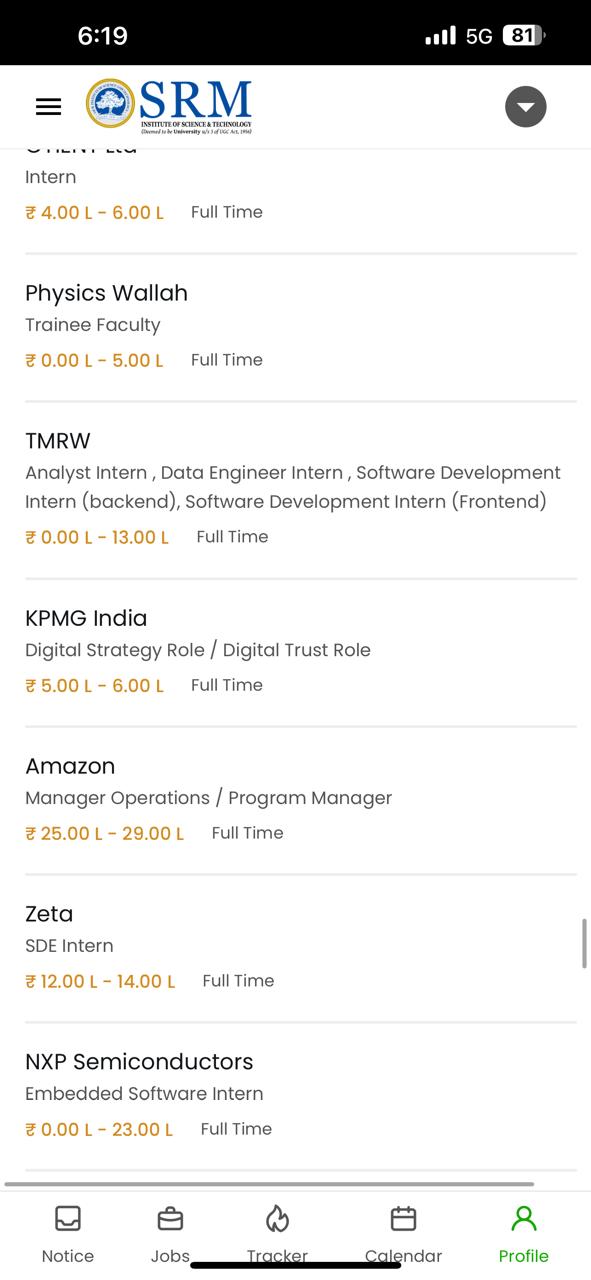 6:19
5G
81
SRM
INSTITUTE OF SCIENCE & TECHNOLOGY
(Deemed to be University u/s 3 of UGC Act, 1956)
Ltd
Intern
₹ 4.00 L - 6.00 L Full Time
Physics Wallah
Trainee Faculty
₹ 0.00 L - 5.00 L Full Time
TMRW
Analyst Intern , Data Engineer Intern , Software Development
Intern (backend), Software Development Intern (Frontend)
₹ 0.00 L - 13.00 L Full Time
KPMG India
Digital Strategy Role / Digital Trust Role
₹ 5.00 L - 6.00 L Full Time
Amazon
Manager Operations / Program Manager
₹ 25.00 L - 29.00 L Full Time
Zeta
SDE Intern
₹ 12.00 L - 14.00 L Full Time
NXP Semiconductors
Embedded Software Intern
₹ 0.00 L - 23.00 L Full Time
Notice Jobs Tracker Calendar Profile